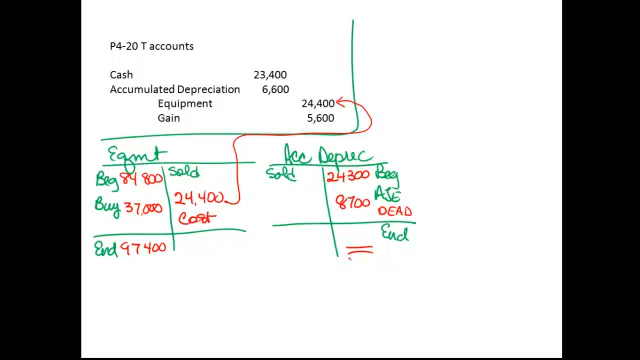 P4-20 T accounts
Cash 23,400
Accumulated Depreciation 6,600
Equipment 24,400
Gain 5,600
Eqmt
Beg 84 800 Sold
Buy 37,000 24,400
Cost
End 97 400
Acc Deprec
Sold 24300 Beg
8700 AJE
DEAD
End